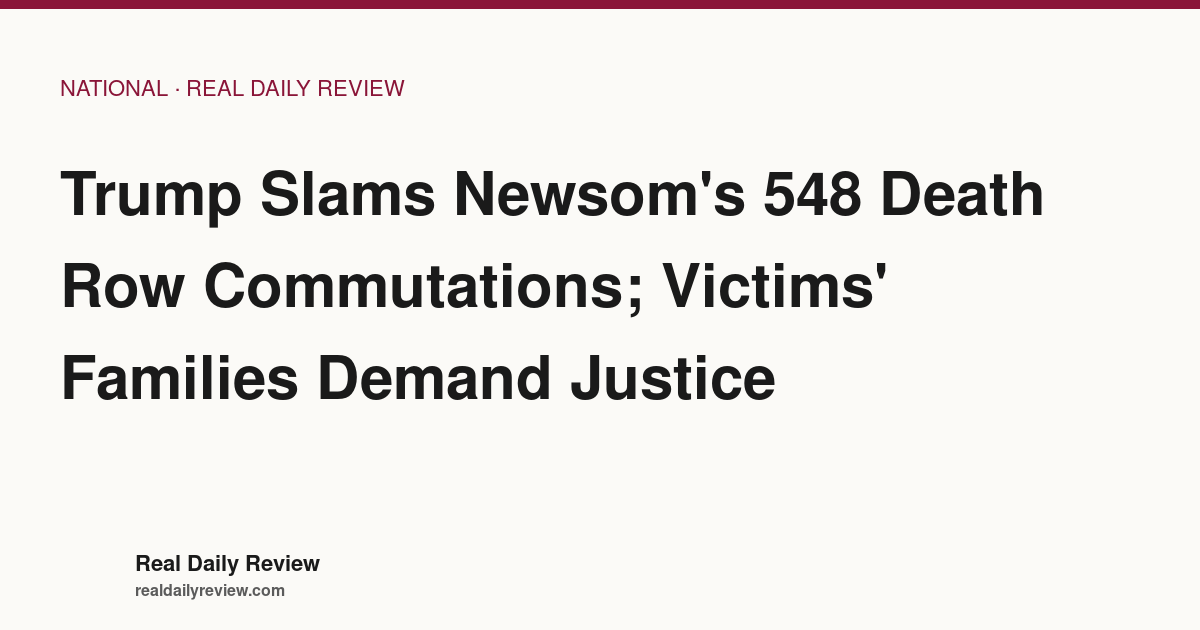 NATIONAL · REAL DAILY REVIEW
Trump Slams Newsom's 548 Death
Row Commutations; Victims'
Families Demand Justice
Real Daily Review
realdailyreview.com